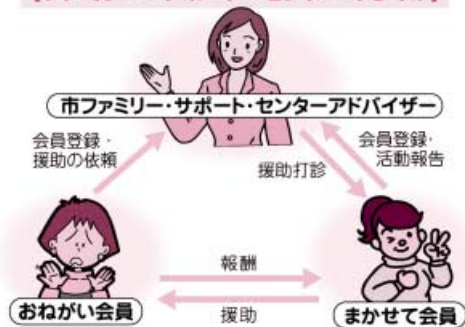 市ファミリー・サポート・センターアドバイザー
会員登録・
援助の依頼
援助打診
会員登録・
活動報告
報酬
援助
おねがい会員
まかせて会員